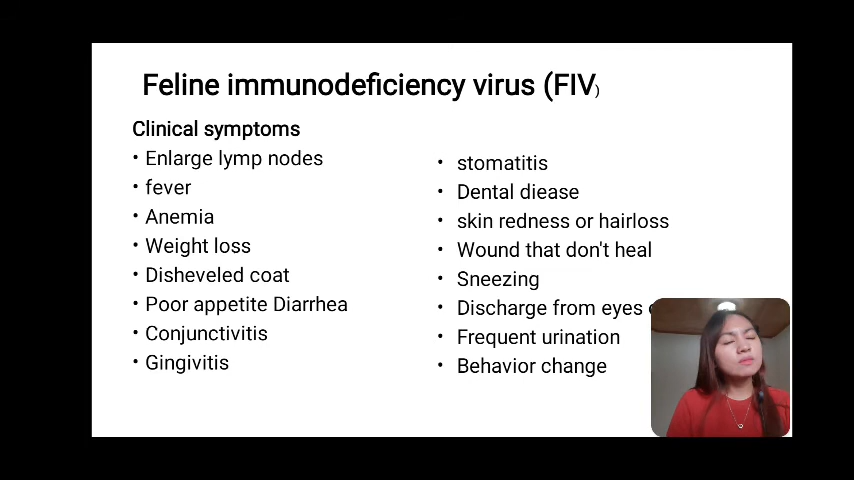 Feline immunodeficiency virus (FIV)
Clinical symptoms
• Enlarge lymp nodes
• fever
• Anemia
• Weight loss
• Disheveled coat
• Poor appetite Diarrhea
• Conjunctivitis
• Gingivitis
• stomatitis
• Dental diease
• skin redness or hairloss
• Wound that don't heal
• Sneezing
• Discharge from eyes
• Frequent urination
• Behavior change